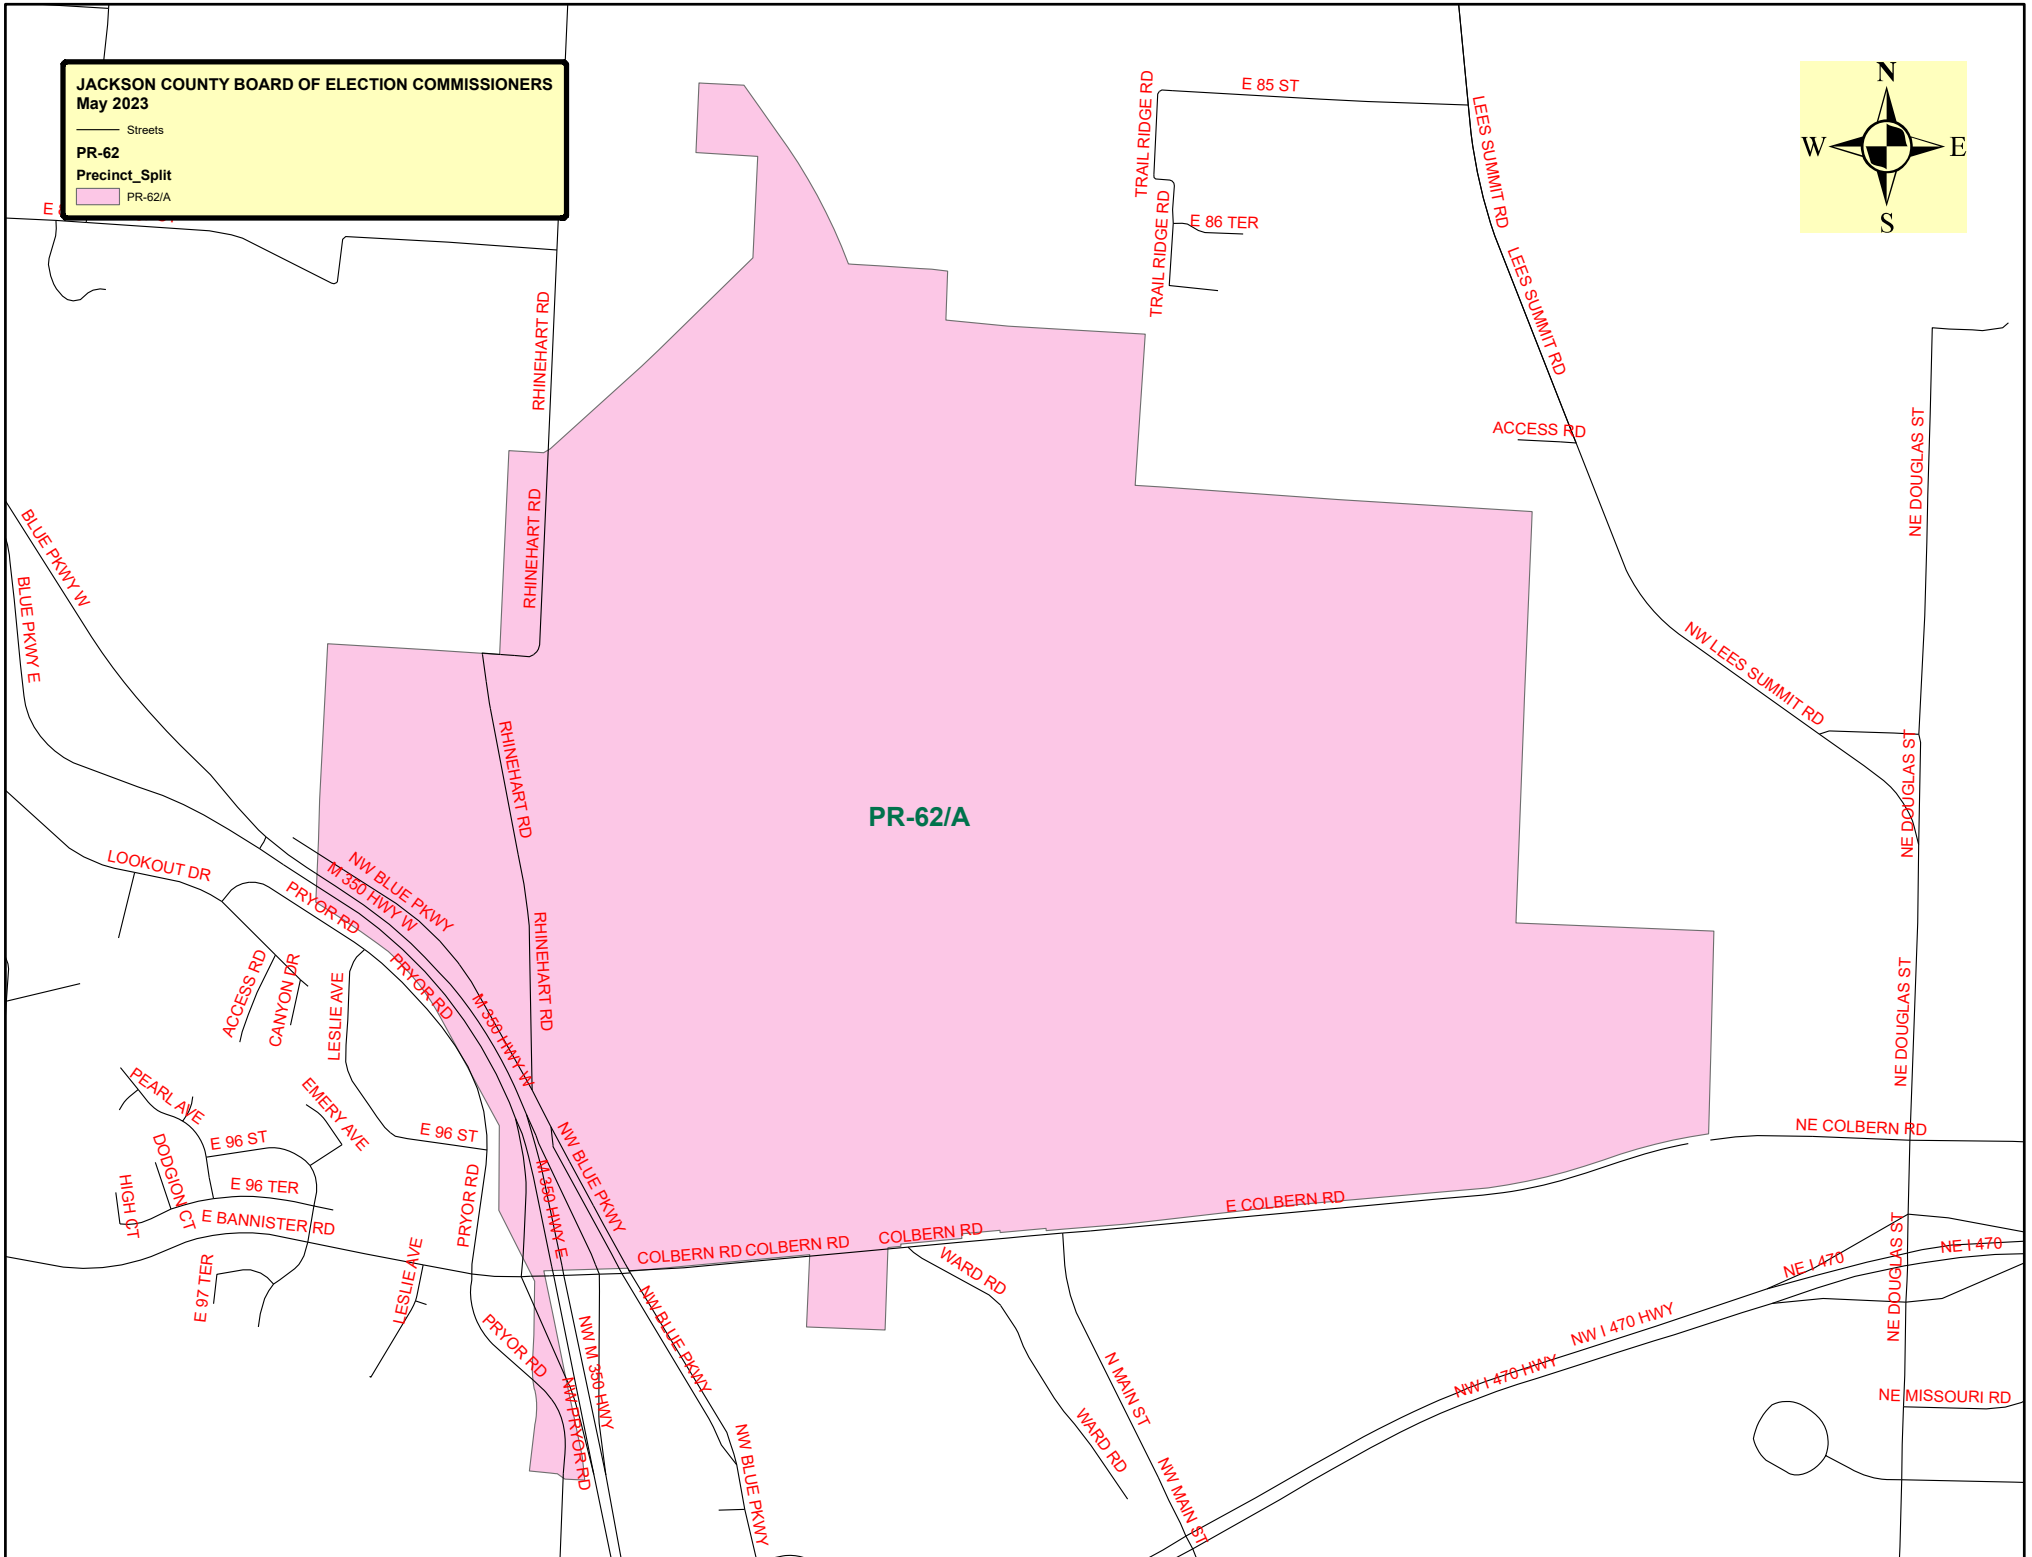 JACKSON COUNTY BOARD OF ELECTION COMMISSIONERS
May 2023
Streets
PR-62
Precinct_Split
PR-62/A
N
W
E
S
E 85 ST
TRAIL RIDGE RD
TRAIL RIDGE RD
E 86 TER
LEES SUMMIT RD
LEES SUMMIT RD
ACCESS RD
RHINEHART RD
RHINEHART RD
NE DOUGLAS ST
BLUE PKWY W
BLUE PKWY E
NW LEES SUMMIT RD
NE DOUGLAS ST
RHINEHART RD
PR-62/A
LOOKOUT DR
NW BLUE PKWY
M 350 HWY W
PRYOR RD
PRYOR RD
RHINEHART RD
ACCESS RD
CANYON DR
LESLIE AVE
M 350 HWY W
NE DOUGLAS ST
PEARL AVE
EMERY AVE
E 96 ST
E 96 ST
DODGION CT
HIGH CT
E 96 TER
E BANNISTER RD
PRYOR RD
M 350 HWY E
NW BLUE PKWY
NE COLBERN RD
E COLBERN RD
COLBERN RD
COLBERN RD
COLBERN RD
E 97 TER
LESLIE AVE
WARD RD
NE I 470
NE I 470
NE DOUGLAS ST
PRYOR RD
NW M 350 HWY
NW BLUE PKWY
NW I 470 HWY
NW I 470 HWY
N MAIN ST
NE MISSOURI RD
NW PRYOR RD
WARD RD
NW BLUE PKWY
NW MAIN ST